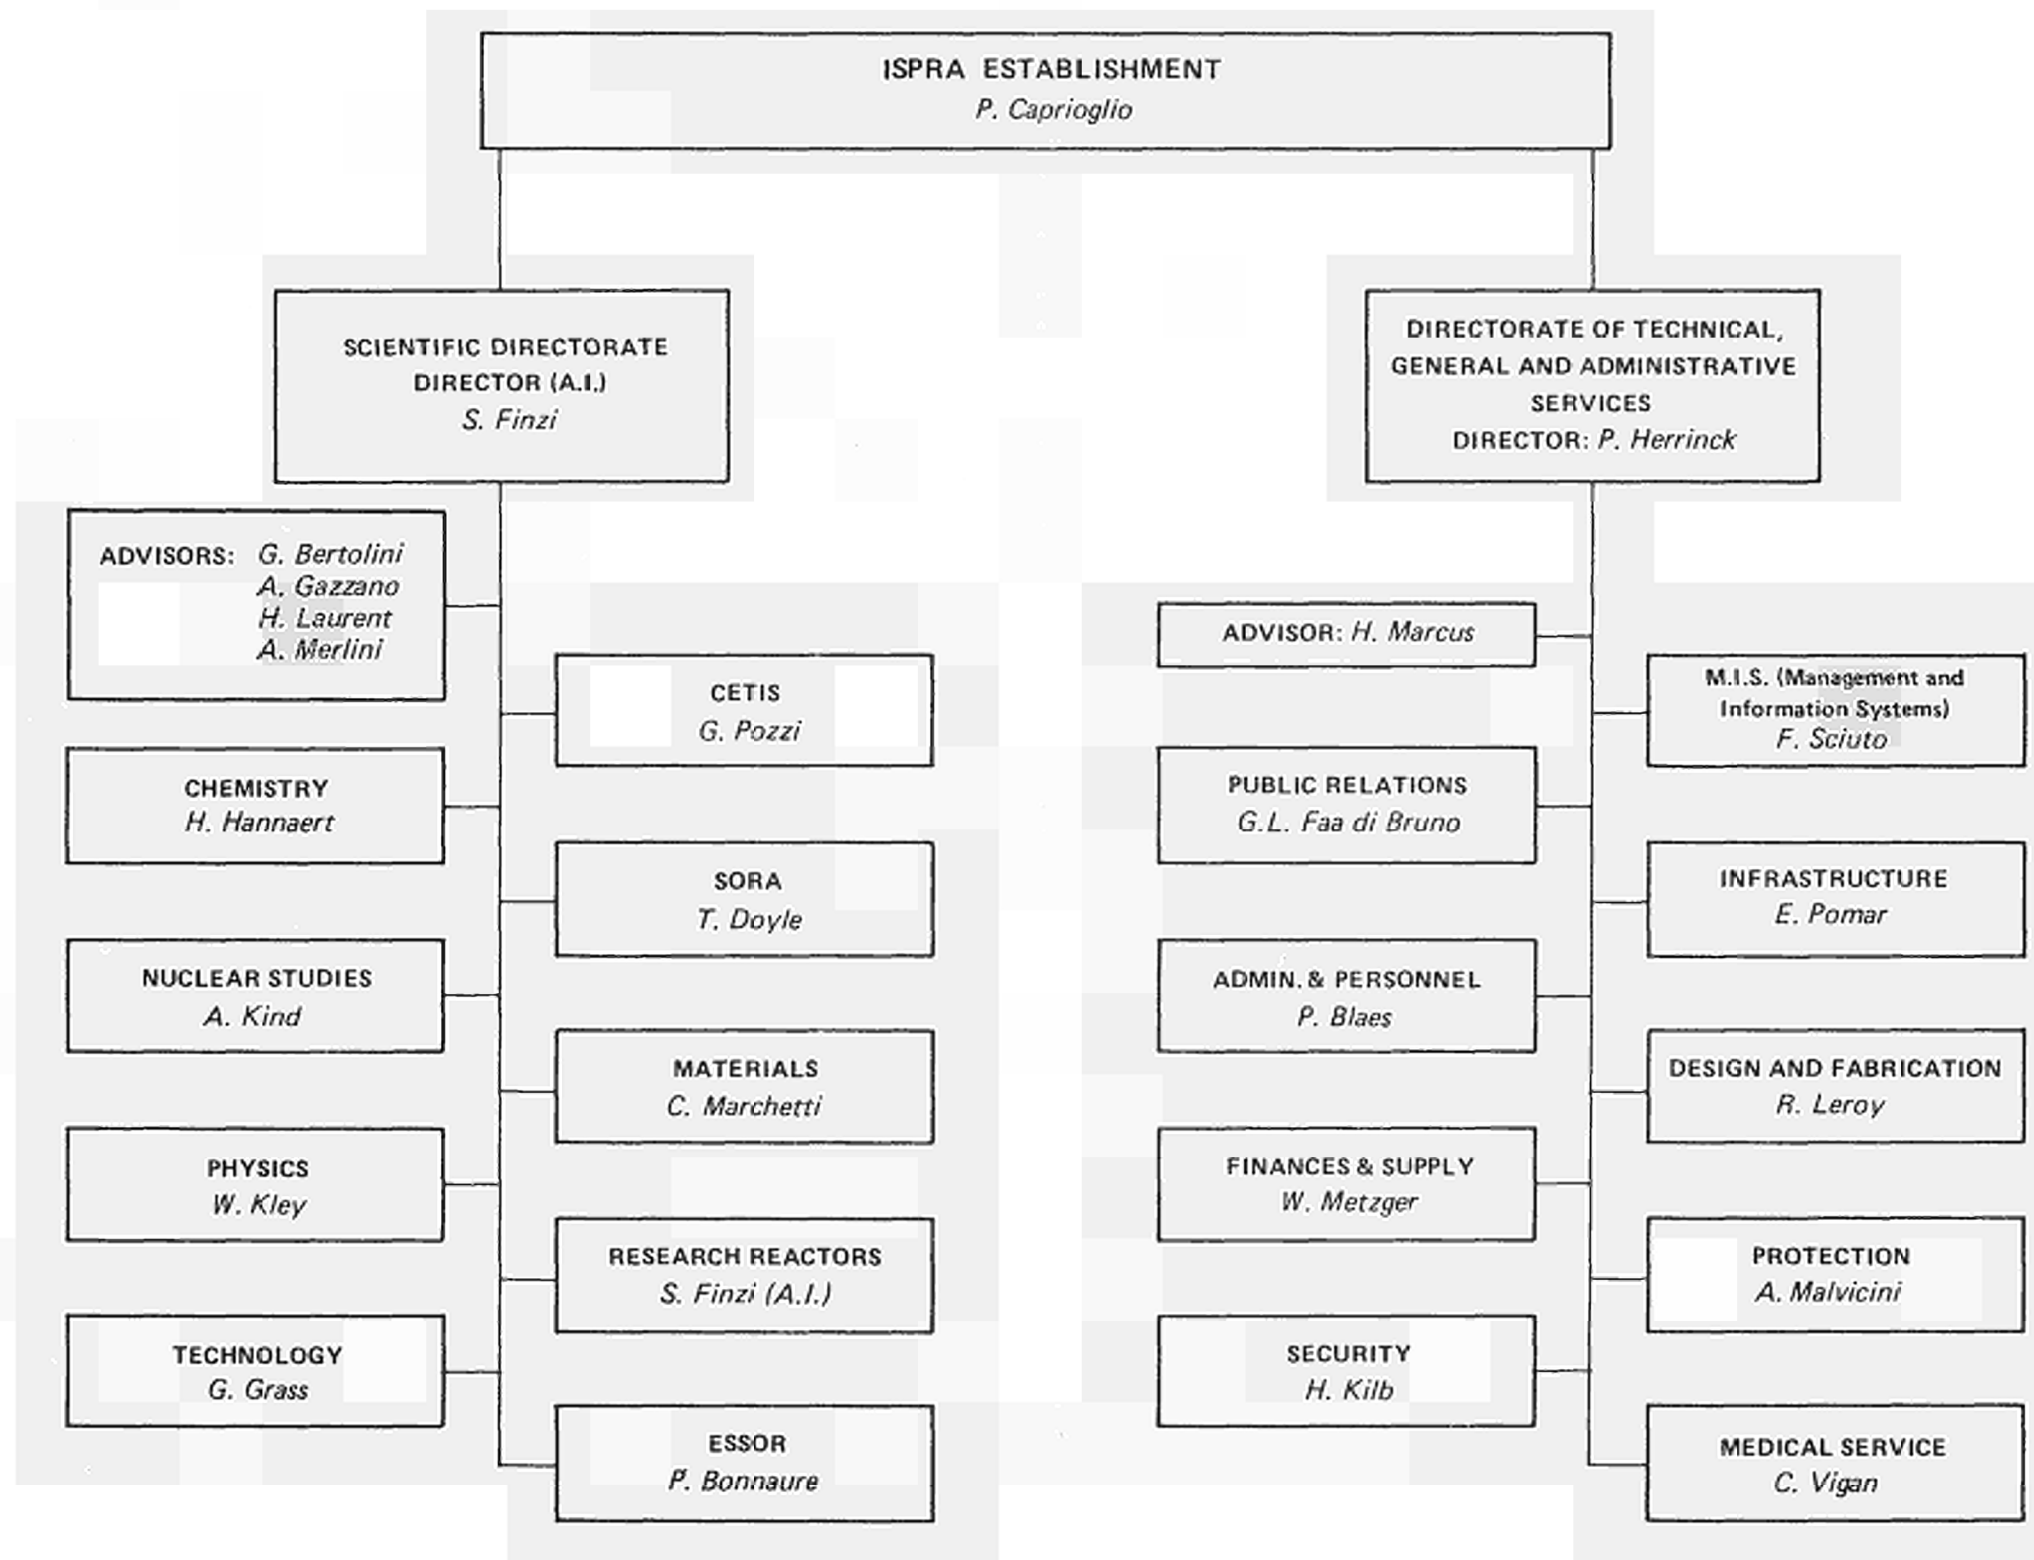 ISPRA ESTABLISHMENT
P. Caprioglio
SCIENTIFIC DIRECTORATE
DIRECTOR (A.I.)
S. Finzi
DIRECTORATE OF TECHNICAL,
GENERAL AND ADMINISTRATIVE
SERVICES
DIRECTOR: P. Herrinck
ADVISORS: G. Bertolini
A. Gazzano
H. Laurent
A. Merlini
CETIS
G. Pozzi
CHEMISTRY
H. Hannaert
SORA
T. Doyle
NUCLEAR STUDIES
A. Kind
MATERIALS
C. Marchetti
PHYSICS
W. Kley
RESEARCH REACTORS
S. Finzi (A.I.)
TECHNOLOGY
G. Grass
ESSOR
P. Bonnaure
ADVISOR: H. Marcus
M.I.S. (Management and
Information Systems)
F. Sciuto
PUBLIC RELATIONS
G.L. Faa di Bruno
INFRASTRUCTURE
E. Pomar
ADMIN. & PERSONNEL
P. Blaes
DESIGN AND FABRICATION
R. Leroy
FINANCES & SUPPLY
W. Metzger
PROTECTION
A. Malvicini
SECURITY
H. Kilb
MEDICAL SERVICE
C. Vigan